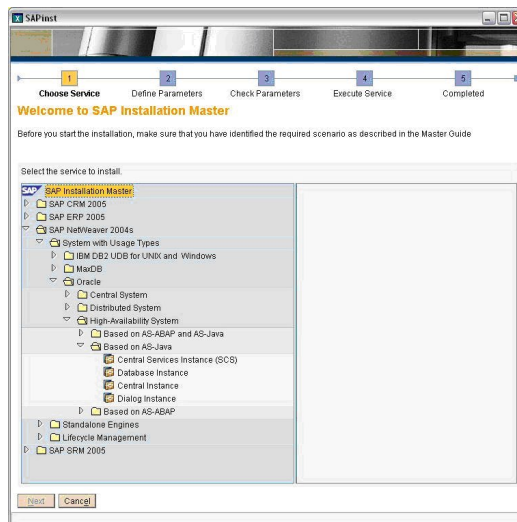 SAPinst
1 2 3 4 5
Choose Service Define Parameters Check Parameters Execute Service Completed
Welcome to SAP Installation Master
Before you start the installation, make sure that you have identified the required scenario as described in the Master Guide
Select the service to install.
SAP SAP Installation Master
SAP CRM 2005
SAP ERP 2005
SAP NetWeaver 2004s
System with Usage Types
IBM DB2 UDB for UNIX and Windows
MaxDB
Oracle
Central System
Distributed System
High-Availability System
Based on AS-ABAP and AS-Java
Based on AS-Java
Central Services Instance (SCS)
Database Instance
Central Instance
Dialog Instance
Based on AS-ABAP
Standalone Engines
Lifecycle Management
SAP SRM 2005
Next Cancel